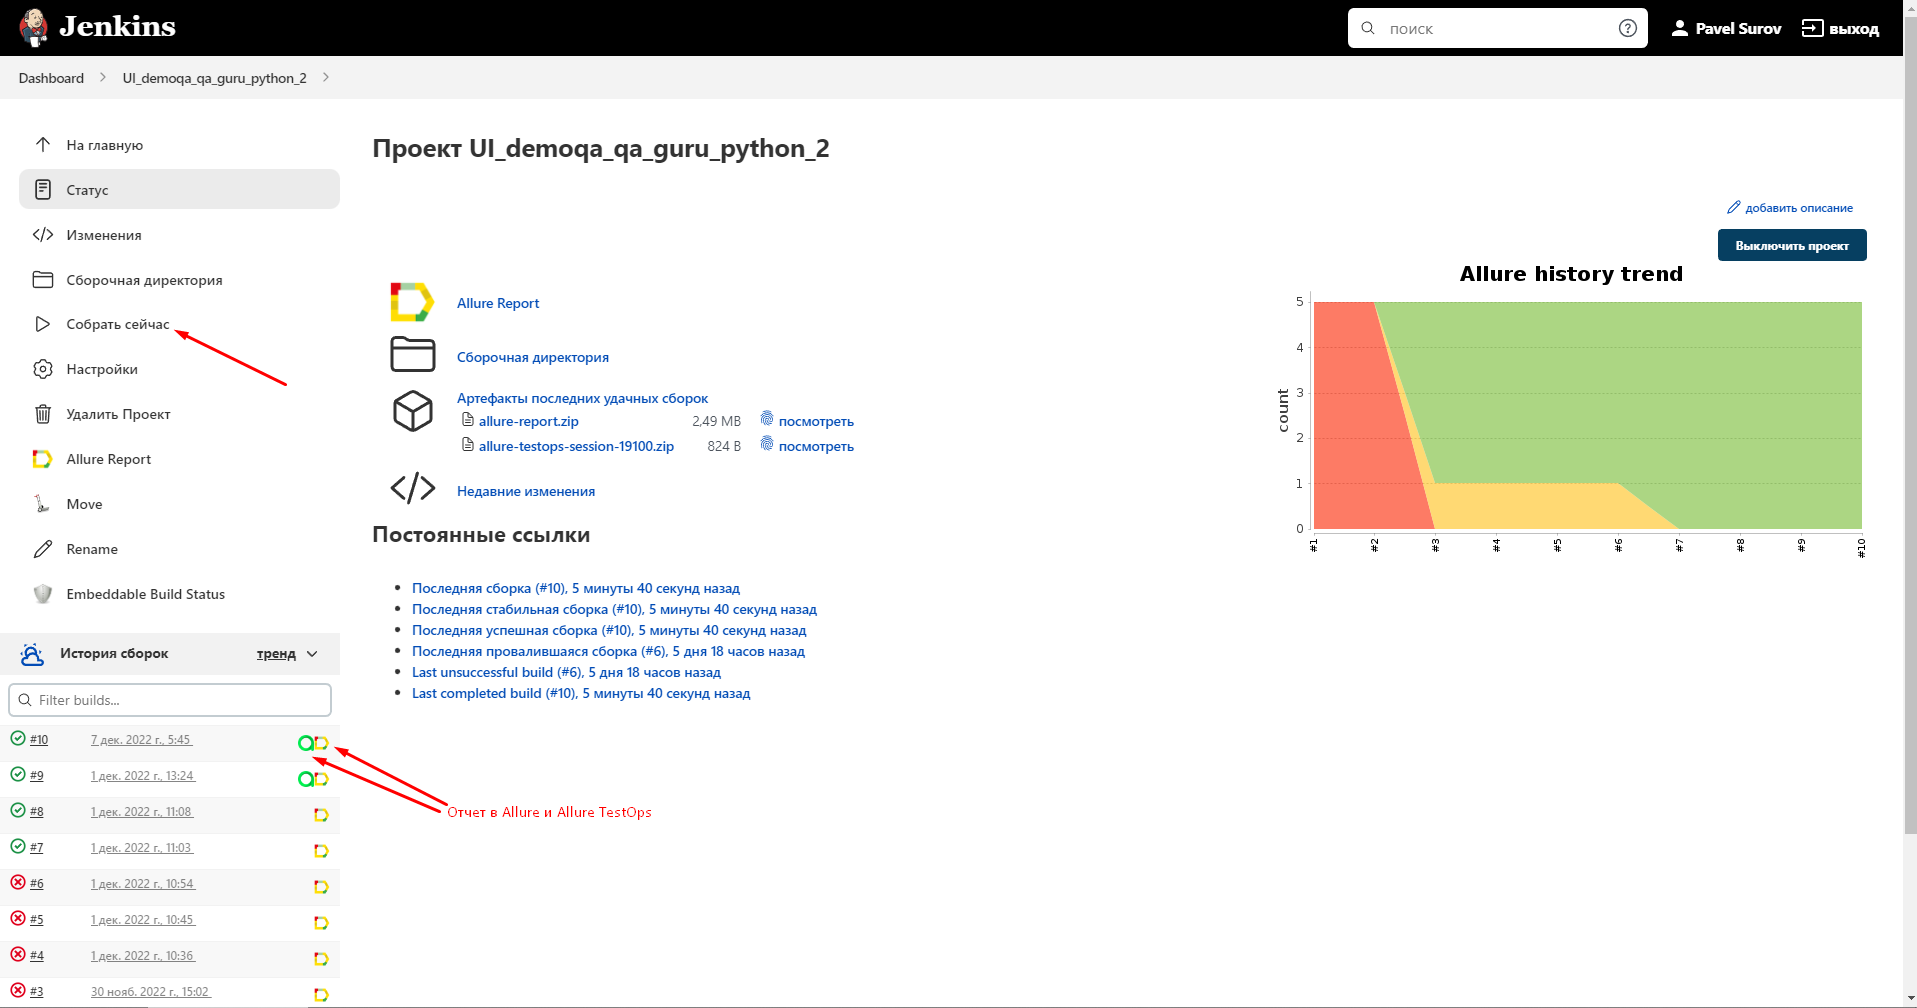 Jenkins
поиск
Pavel Surov
выход
Dashboard
UI_demoqa_qa_guru_python_2
На главную
Статус
Изменения
Сборочная директория
Собрать сейчас
Настройки
Удалить Проект
Allure Report
Move
Rename
Embeddable Build Status
История сборок
тренд
Filter builds...
#10 7 дек. 2022 г., 5:45
#9 1 дек. 2022 г., 13:24
#8 1 дек. 2022 г., 11:08
#7 1 дек. 2022 г., 11:03
#6 1 дек. 2022 г., 10:54
#5 1 дек. 2022 г., 10:45
#4 1 дек. 2022 г., 10:36
#3 30 нояб. 2022 г., 15:02
Отчет в Allure и Allure TestOps
Проект UI_demoqa_qa_guru_python_2
добавить описание
Выключить проект
Allure Report
Сборочная директория
Артефакты последних удачных сборок
allure-report.zip 2,49 MB посмотреть
allure-testops-session-19100.zip 824 B посмотреть
Недавние изменения
Постоянные ссылки
Последняя сборка (#10), 5 минуты 40 секунд назад
Последняя стабильная сборка (#10), 5 минуты 40 секунд назад
Последняя успешная сборка (#10), 5 минуты 40 секунд назад
Последняя провалившаяся сборка (#6), 5 дня 18 часов назад
Last unsuccessful build (#6), 5 дня 18 часов назад
Last completed build (#10), 5 минуты 40 секунд назад
Allure history trend
count
5
4
3
2
1
0
#1 #2 #3 #4 #5 #6 #7 #8 #9 #10